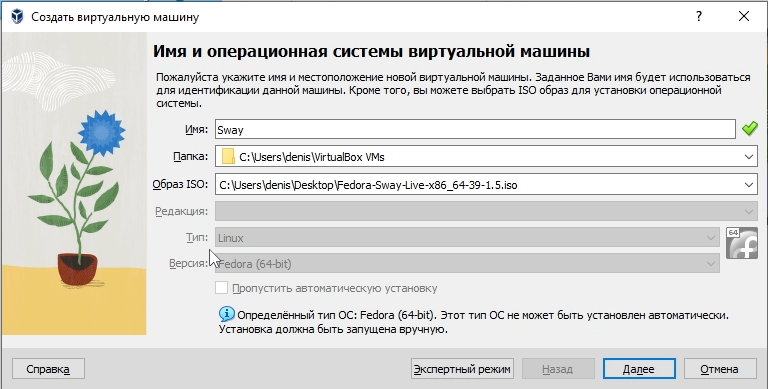 Создать виртуальную машину
Имя и операционная системы виртуальной машины
Пожалуйста укажите имя и местоположение новой виртуальной машины. Заданное Вами имя будет использоваться
для идентификации данной машины. Кроме того, вы можете выбрать ISO образ для установки операционной
системы.
Имя: Sway
Папка: C:\Users\denis\VirtualBox VMs
Образ ISO: C:\Users\denis\Desktop\Fedora-Sway-Live-x86_64-39-1.5.iso
Редакция:
Тип: Linux 64
Версия: Fedora (64-bit)
Пропустить автоматическую установку
Определённый тип ОС: Fedora (64-bit). Этот тип ОС не может быть установлен автоматически.
Установка должна быть запущена вручную.
Справка Экспертный режим Назад Далее Отмена